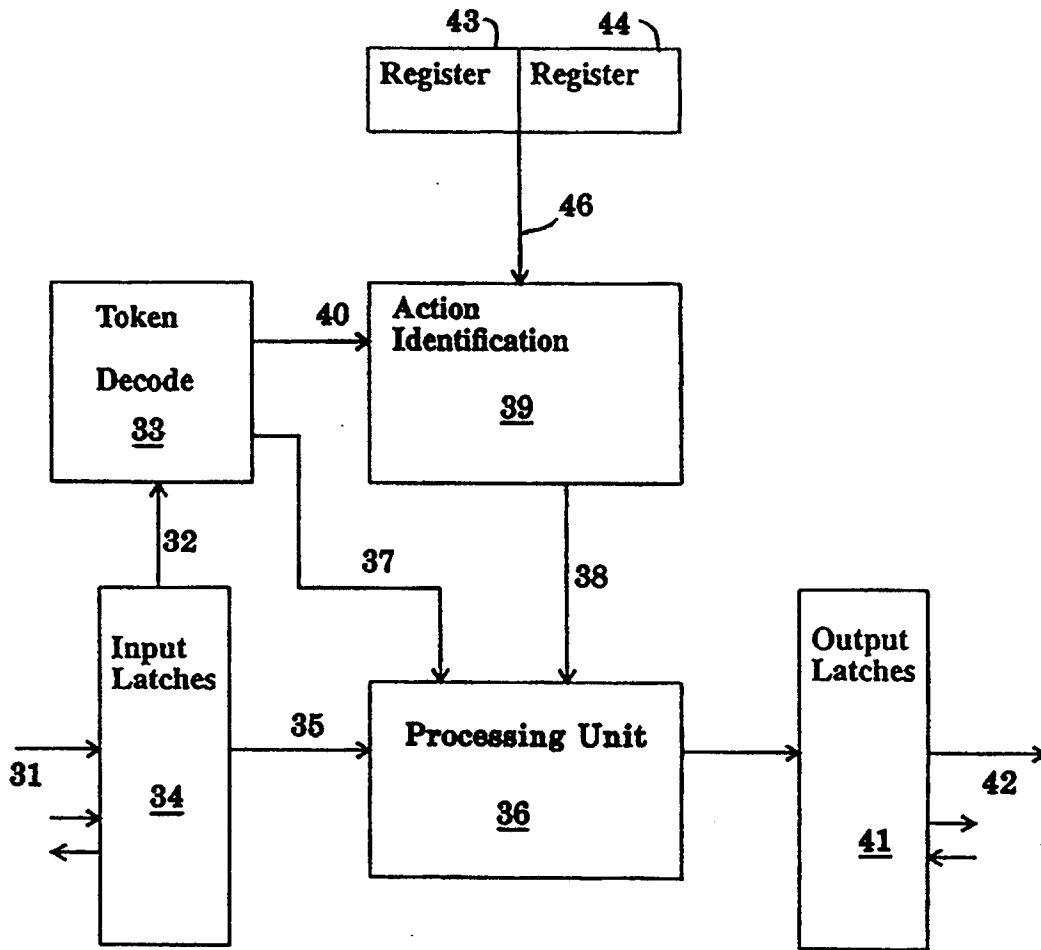 43
44
Register
Register
46
Token
Decode
33
40
Action
Identification
39
32
37
38
Input
Latches
34
31
35
Processing Unit
36
Output
Latches
41
42